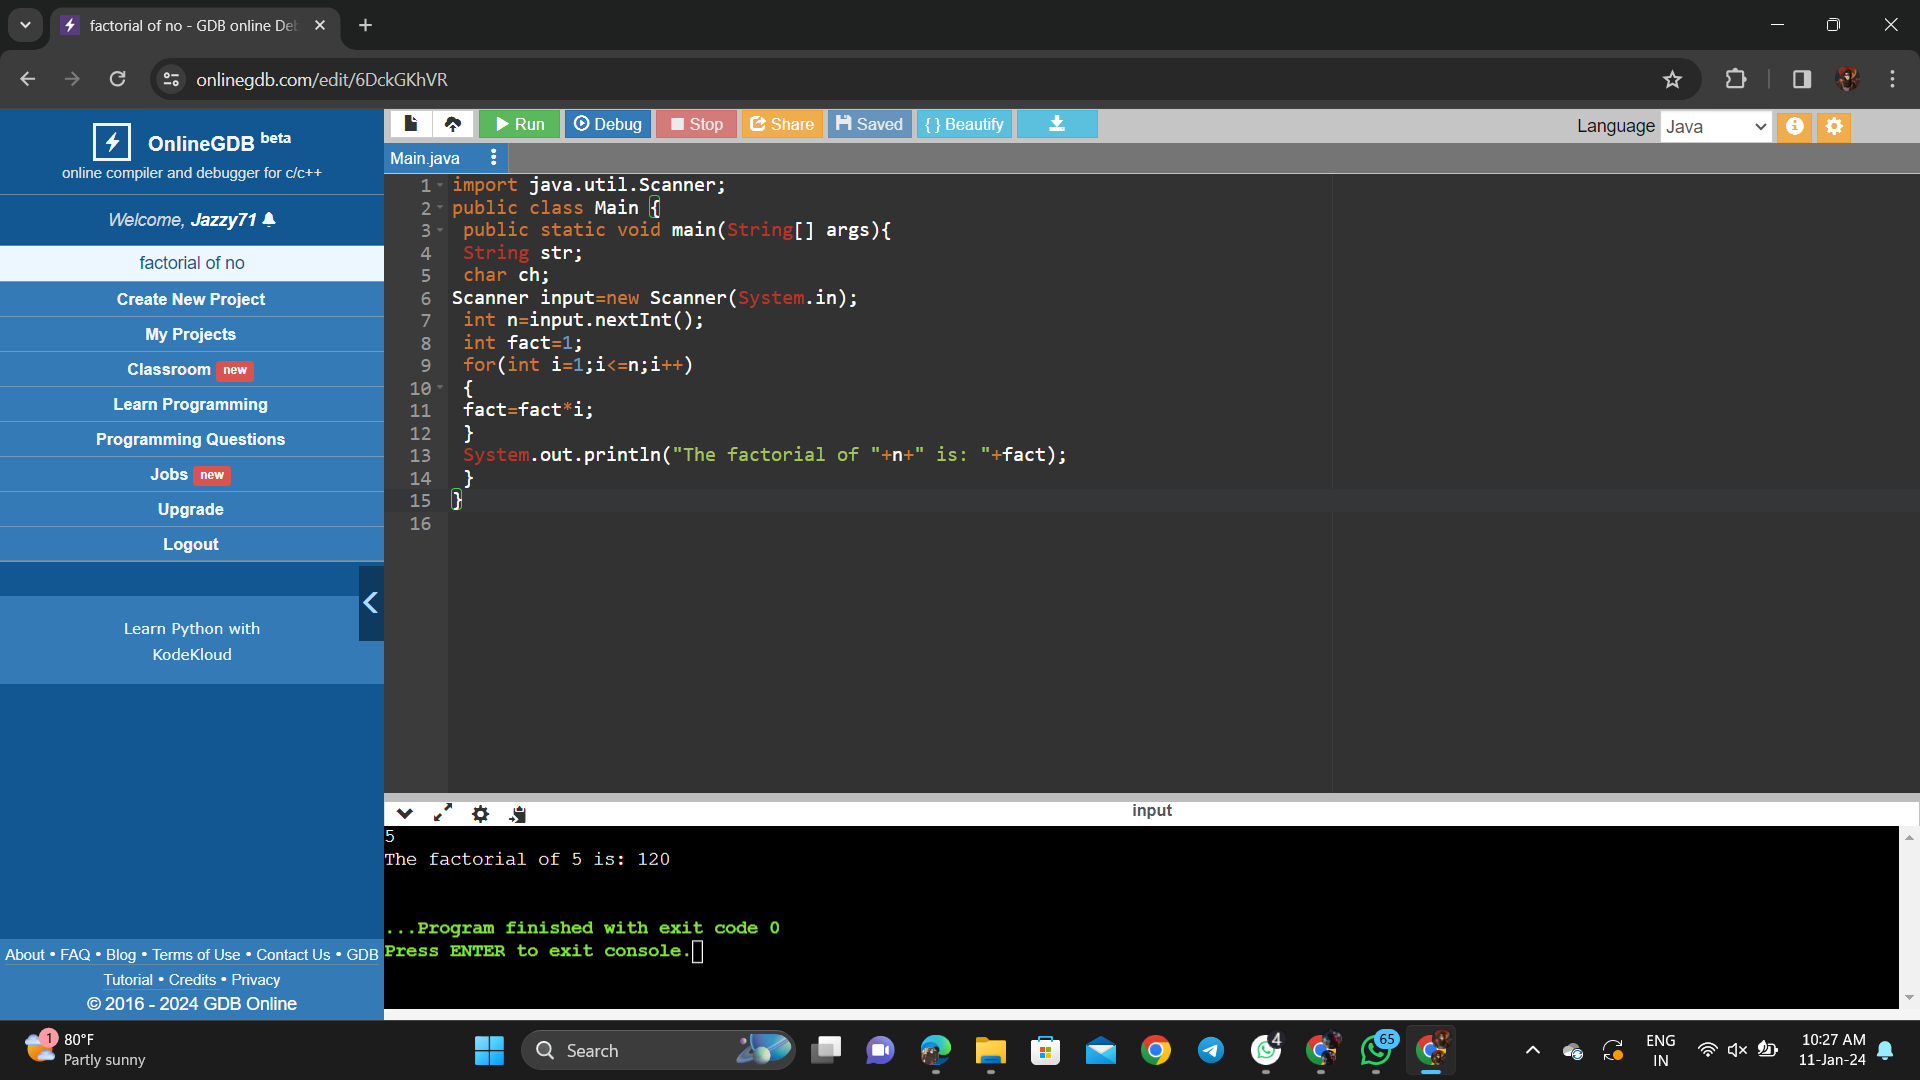 factorial of no - GDB online De
onlinegdb.com/edit/6DckGKhVR
OnlineGDB beta
online compiler and debugger for c/c++
Welcome, Jazzy71
factorial of no
Create New Project
My Projects
Classroom new
Learn Programming
Programming Questions
Jobs new
Upgrade
Logout
Learn Python with
KodeKloud
About • FAQ • Blog • Terms of Use • Contact Us • GDB
Tutorial • Credits • Privacy
© 2016 - 2024 GDB Online
Run Debug Stop Share Saved { } Beautify
Language Java
Main.java
1 import java.util.Scanner;
2 public class Main {
3 public static void main(String[] args){
4 String str;
5 char ch;
6 Scanner input=new Scanner(System.in);
7 int n=input.nextInt();
8 int fact=1;
9 for(int i=1;i<=n;i++)
10 {
11 fact=fact*i;
12 }
13 System.out.println("The factorial of "+n+" is: "+fact);
14 }
15 }
16
input
5
The factorial of 5 is: 120
...Program finished with exit code 0
Press ENTER to exit console.
1
80°F
Partly sunny
Search
4
65
ENG
IN
10:27 AM
11-Jan-24